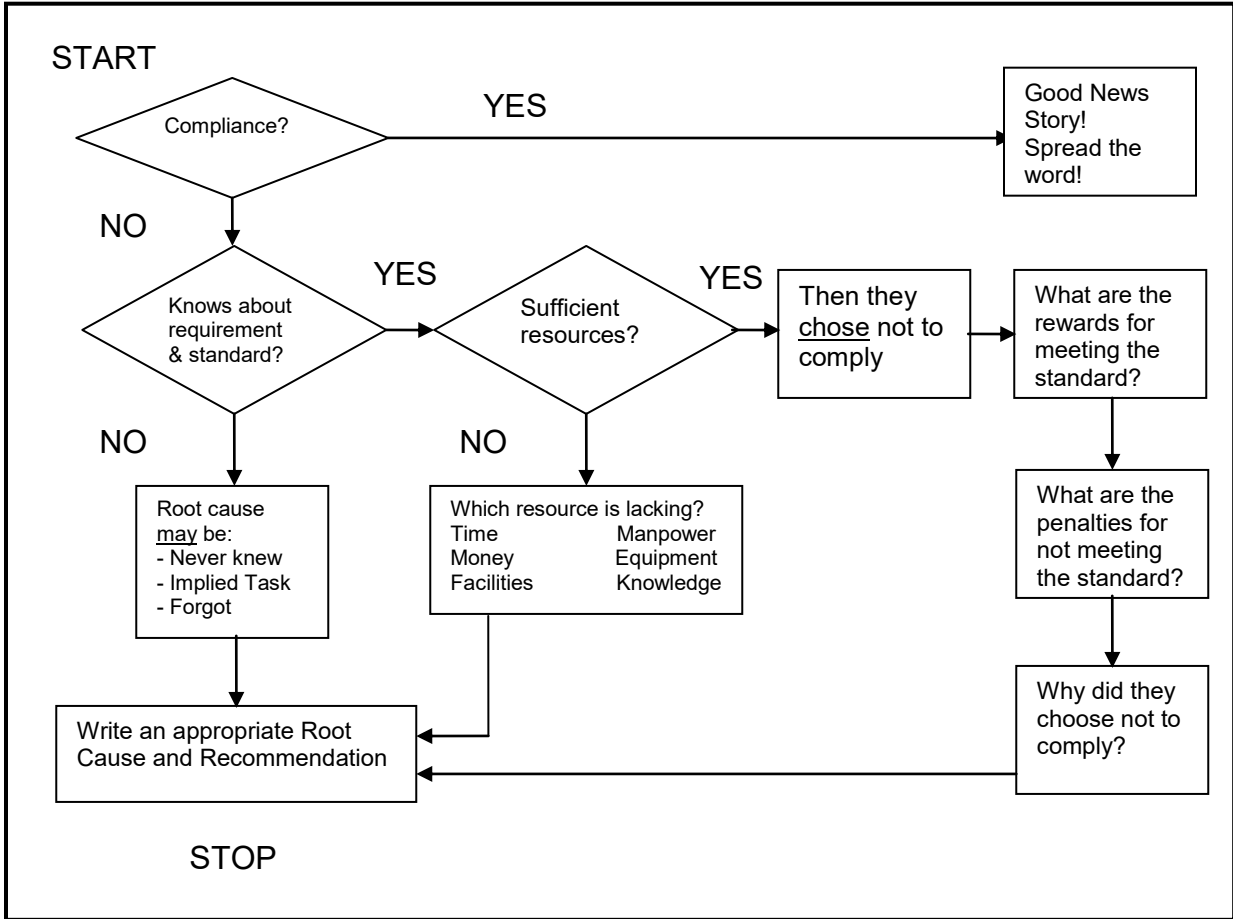 START
Compliance?
YES
Good News
Story!
Spread the
word!
NO
Knows about
requirement
& standard?
YES
Sufficient
resources?
YES
Then they
chose not to
comply
What are the
rewards for
meeting the
standard?
NO
Root cause
may be:
- Never knew
- Implied Task
- Forgot
NO
Which resource is lacking?
Time Manpower
Money Equipment
Facilities Knowledge
What are the
penalties for
not meeting
the standard?
Why did they
choose not to
comply?
Write an appropriate Root
Cause and Recommendation
STOP